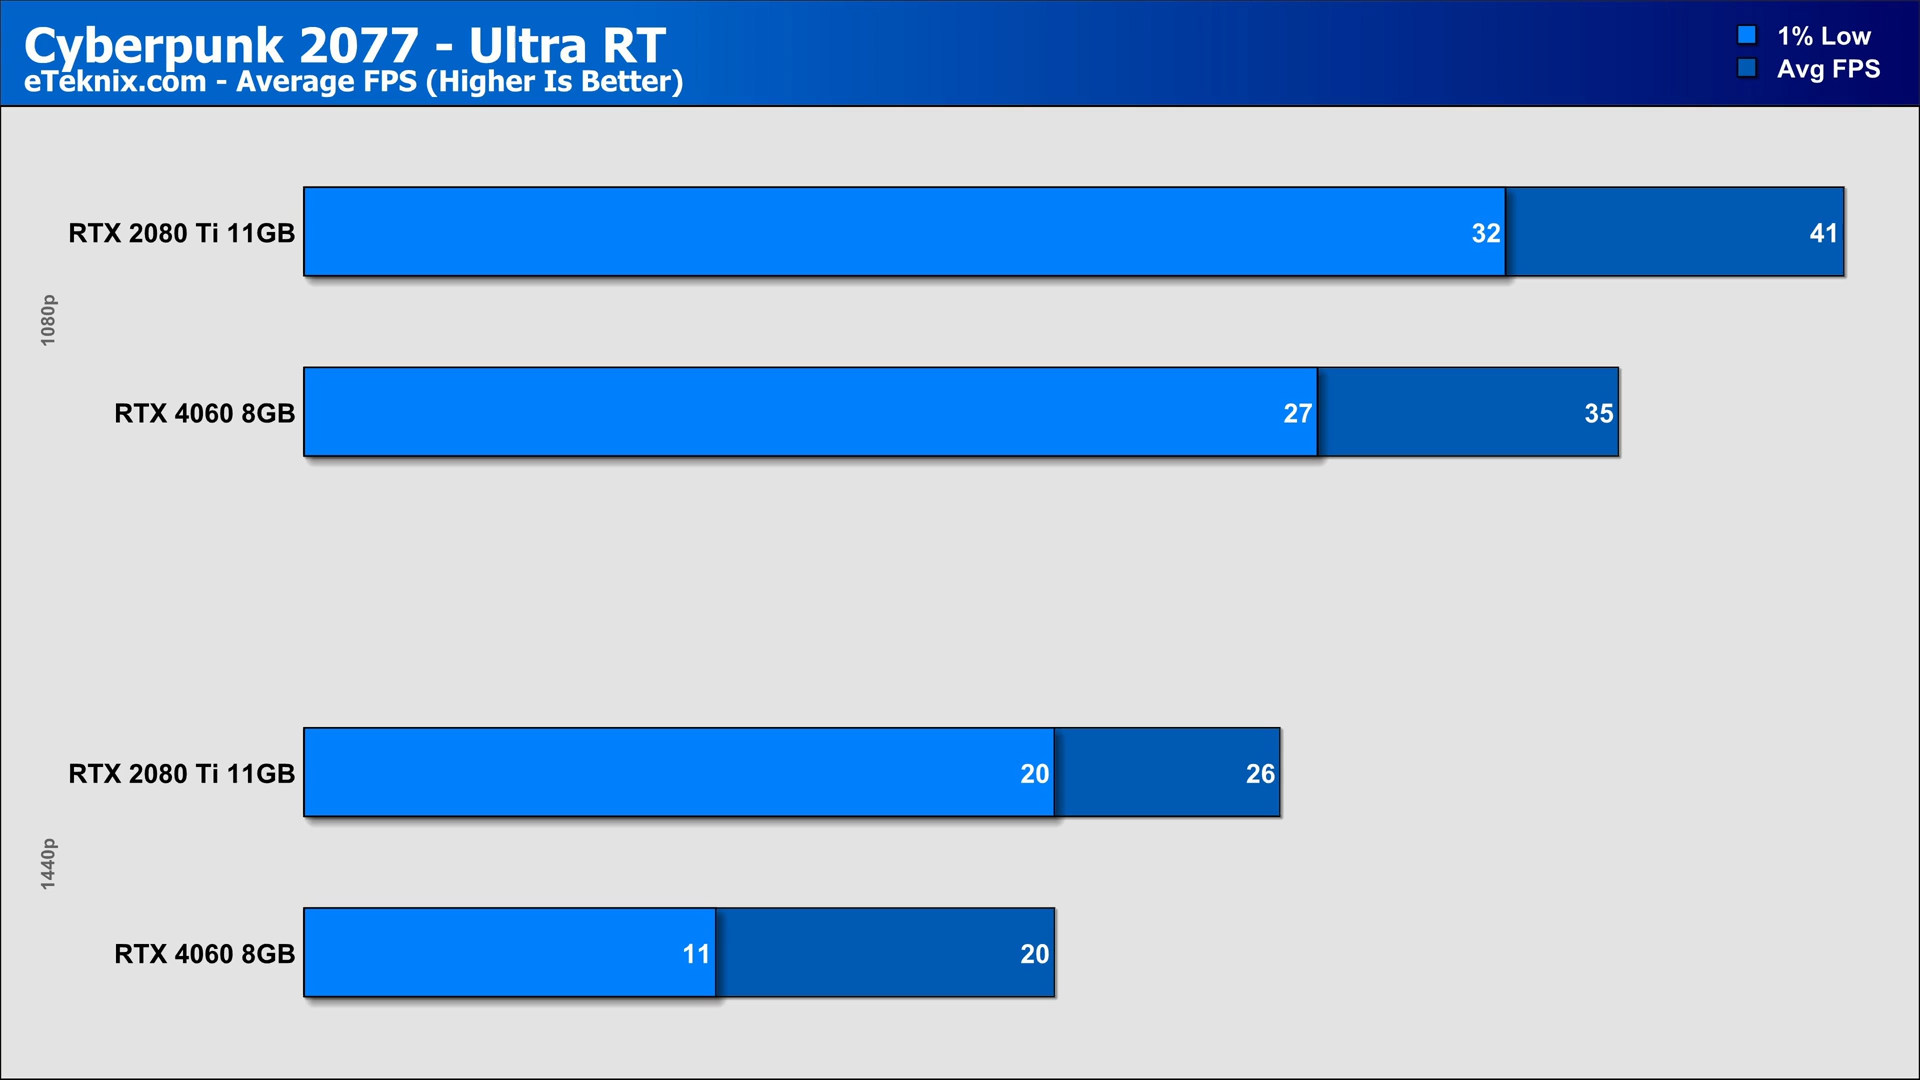 Cyberpunk 2077 - Ultra RT
eTeknix.com - Average FPS (Higher Is Better)
1% Low
Avg FPS
1080p
RTX 2080 Ti 11GB
32
41
RTX 4060 8GB
27
35
1440p
RTX 2080 Ti 11GB
20
26
RTX 4060 8GB
11
20